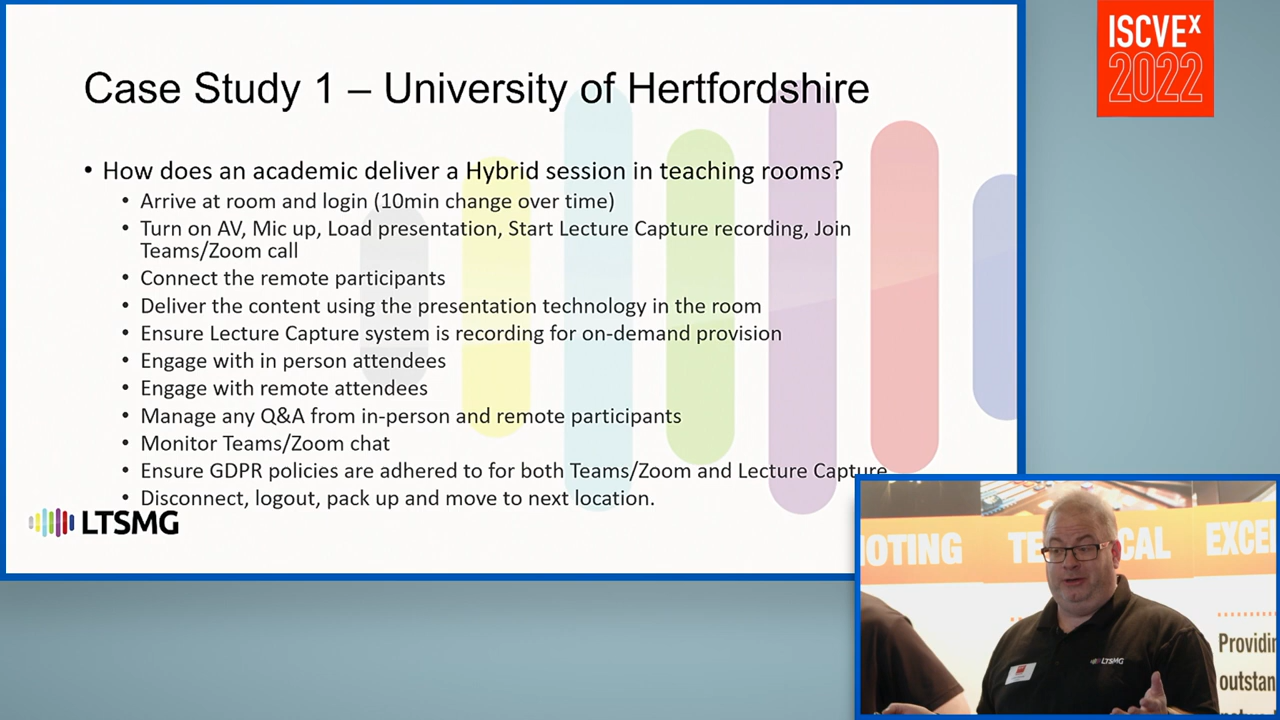 Case Study 1 – University of Hertfordshire
• How does an academic deliver a Hybrid session in teaching rooms?
• Arrive at room and login (10min change over time)
• Turn on AV, Mic up, Load presentation, Start Lecture Capture recording, Join
Teams/Zoom call
• Connect the remote participants
• Deliver the content using the presentation technology in the room
• Ensure Lecture Capture system is recording for on-demand provision
• Engage with in person attendees
• Engage with remote attendees
• Manage any Q&A from in-person and remote participants
• Monitor Teams/Zoom chat
• Ensure GDPR policies are adhered to for both Teams/Zoom and Lecture Capture
• Disconnect, logout, pack up and move to next location.
LTSMG
ISCVEX
2022
LTSMG